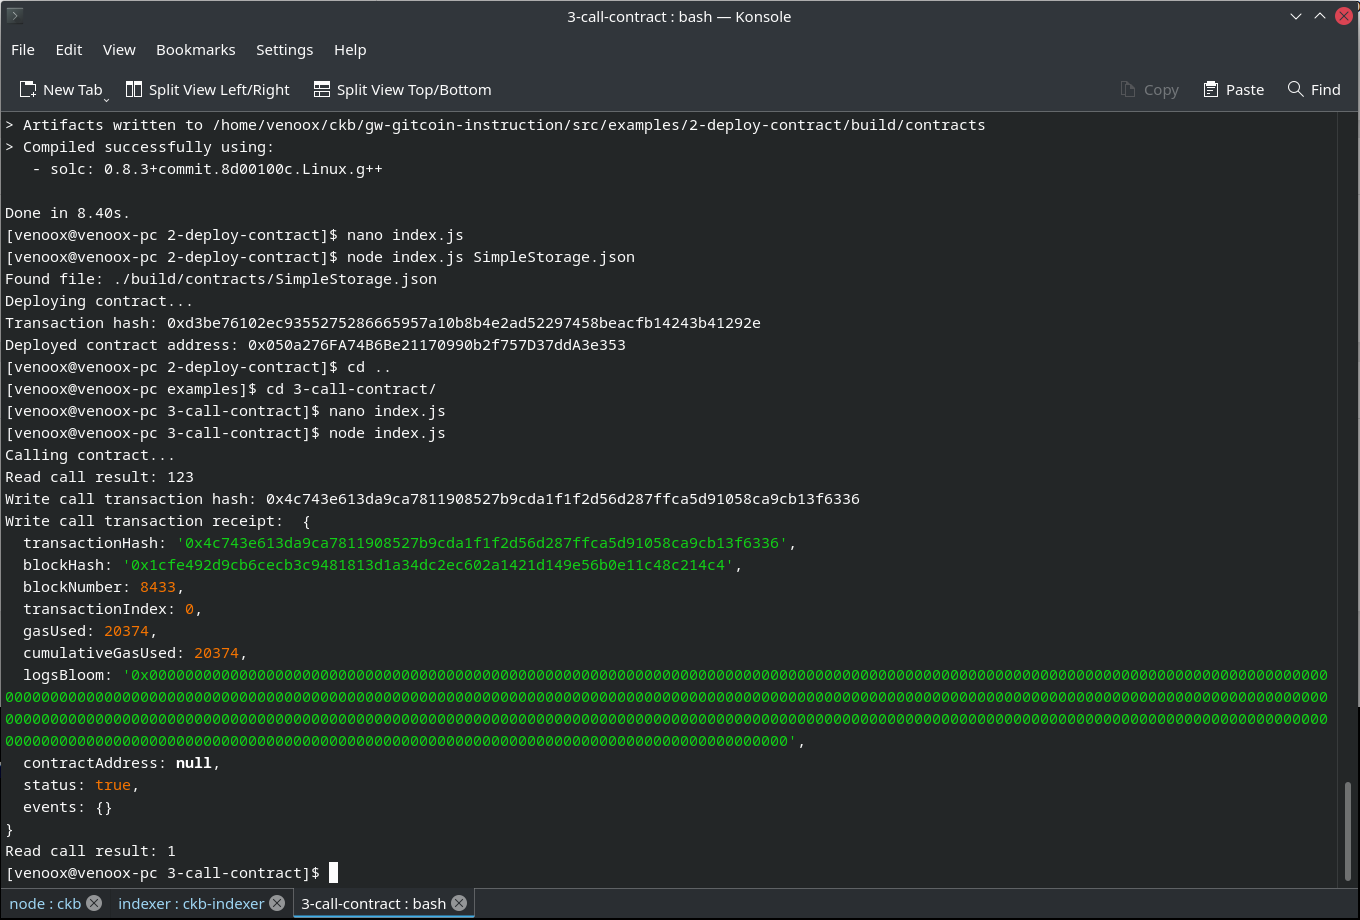 3-call-contract : bash — Konsole
File Edit View Bookmarks Settings Help
New Tab Split View Left/Right Split View Top/Bottom Copy Paste Find
> Artifacts written to /home/venoox/ckb/gw-gitcoin-instruction/src/examples/2-deploy-contract/build/contracts
> Compiled successfully using:
   - solc: 0.8.3+commit.8d00100c.Linux.g++
Done in 8.40s.
[venoox@venoox-pc 2-deploy-contract]$ nano index.js
[venoox@venoox-pc 2-deploy-contract]$ node index.js SimpleStorage.json
Found file: ./build/contracts/SimpleStorage.json
Deploying contract...
Transaction hash: 0xd3be76102ec9355275286665957a10b8b4e2ad52297458beacfb14243b41292e
Deployed contract address: 0x050a276FA74B6Be21170990b2f757D37ddA3e353
[venoox@venoox-pc 2-deploy-contract]$ cd ..
[venoox@venoox-pc examples]$ cd 3-call-contract/
[venoox@venoox-pc 3-call-contract]$ nano index.js
[venoox@venoox-pc 3-call-contract]$ node index.js
Calling contract...
Read call result: 123
Write call transaction hash: 0x4c743e613da9ca7811908527b9cda1f1f2d56d287ffca5d91058ca9cb13f6336
Write call transaction receipt:  {
  transactionHash: '0x4c743e613da9ca7811908527b9cda1f1f2d56d287ffca5d91058ca9cb13f6336',
  blockHash: '0x1cfe492d9cb6cecb3c9481813d1a34dc2ec602a1421d149e56b0e11c48c214c4',
  blockNumber: 8433,
  transactionIndex: 0,
  gasUsed: 20374,
  cumulativeGasUsed: 20374,
  logsBloom: '0x00000000000000000000000000000000000000000000000000000000000000000000000000000000000000000000000000000000000000000000000000000000000
000000000000000000000000000000000000000000000000000000000000000000000000000000000000000000000000000000000000000000000000000000000000000000000000000000000
000000000000000000000000000000000000000000000000000000000000000000000000000000000000000000000000000000000000000000000000000000000000000000000000000000000
000000000000000000000000000000000000000000000000000000000000000000000000000000000000000',
  contractAddress: null,
  status: true,
  events: {}
}
Read call result: 1
[venoox@venoox-pc 3-call-contract]$
node : ckb indexer : ckb-indexer 3-call-contract : bash